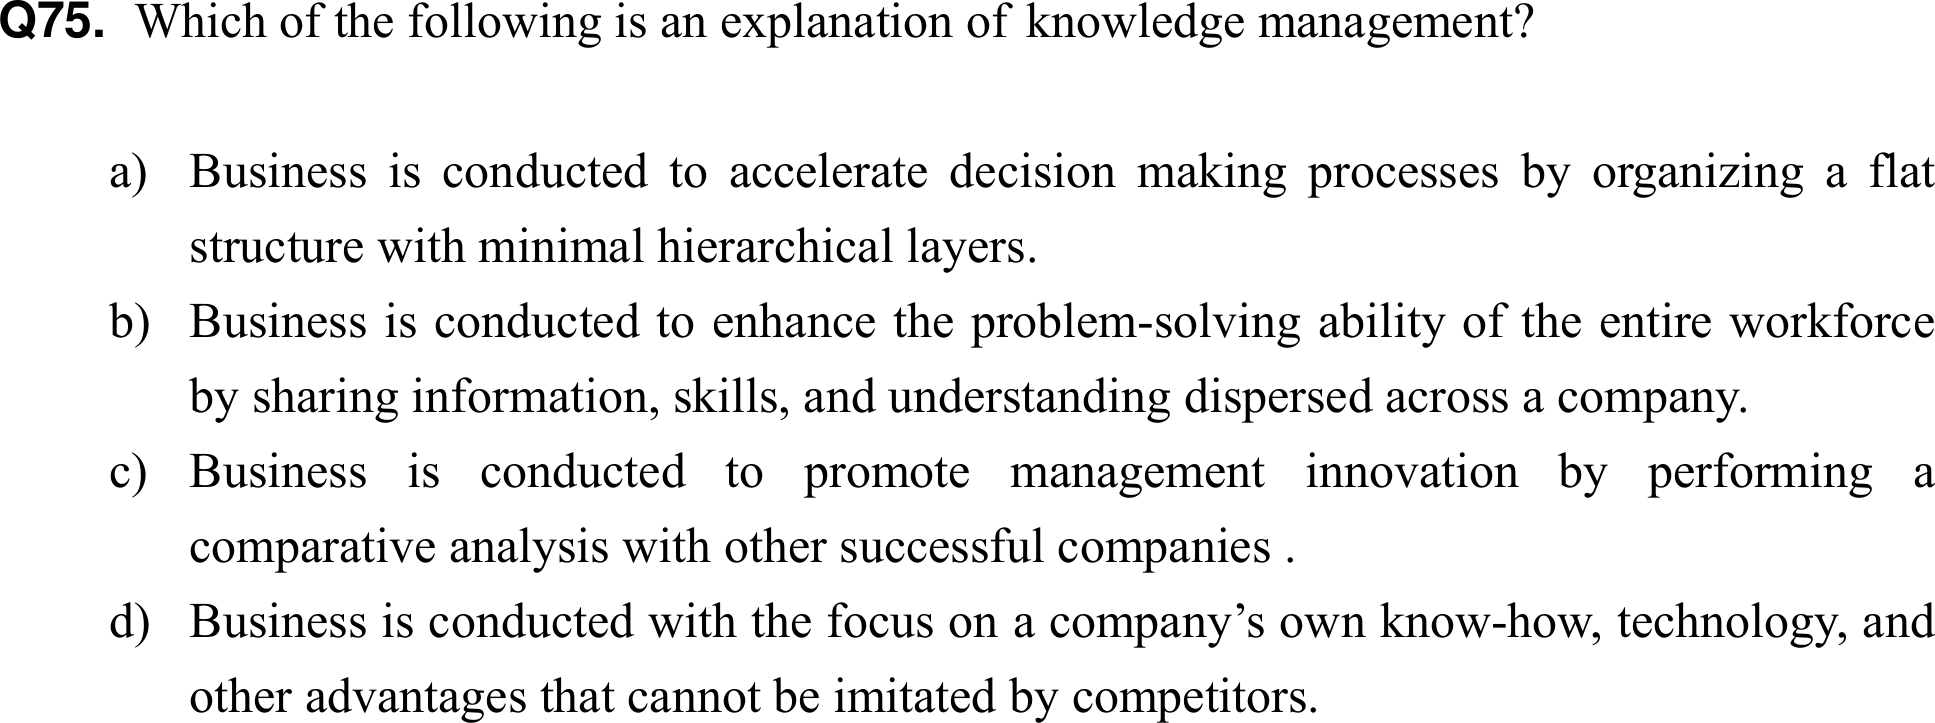 Q75. Which of the following is an explanation of knowledge management?
a) Business is conducted to accelerate decision making processes by organizing a flat
structure with minimal hierarchical layers.
b) Business is conducted to enhance the problem-solving ability of the entire workforce
by sharing information, skills, and understanding dispersed across a company.
c) Business is conducted to promote management innovation by performing a
comparative analysis with other successful companies .
d) Business is conducted with the focus on a company’s own know-how, technology, and
other advantages that cannot be imitated by competitors.